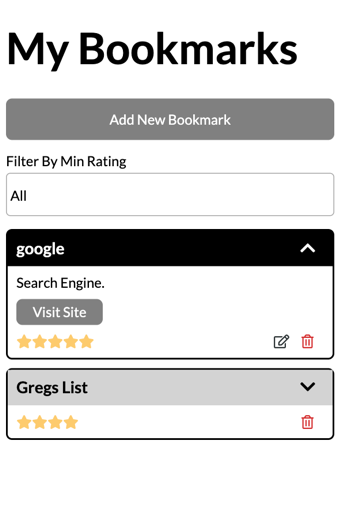 My Bookmarks
Add New Bookmark
Filter By Min Rating
All
google
Search Engine.
Visit Site
Gregs List